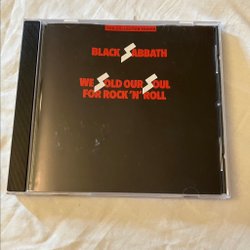 BLACK SABBATH
WE SOLD OUR SOUL
FOR ROCK 'N' ROLL